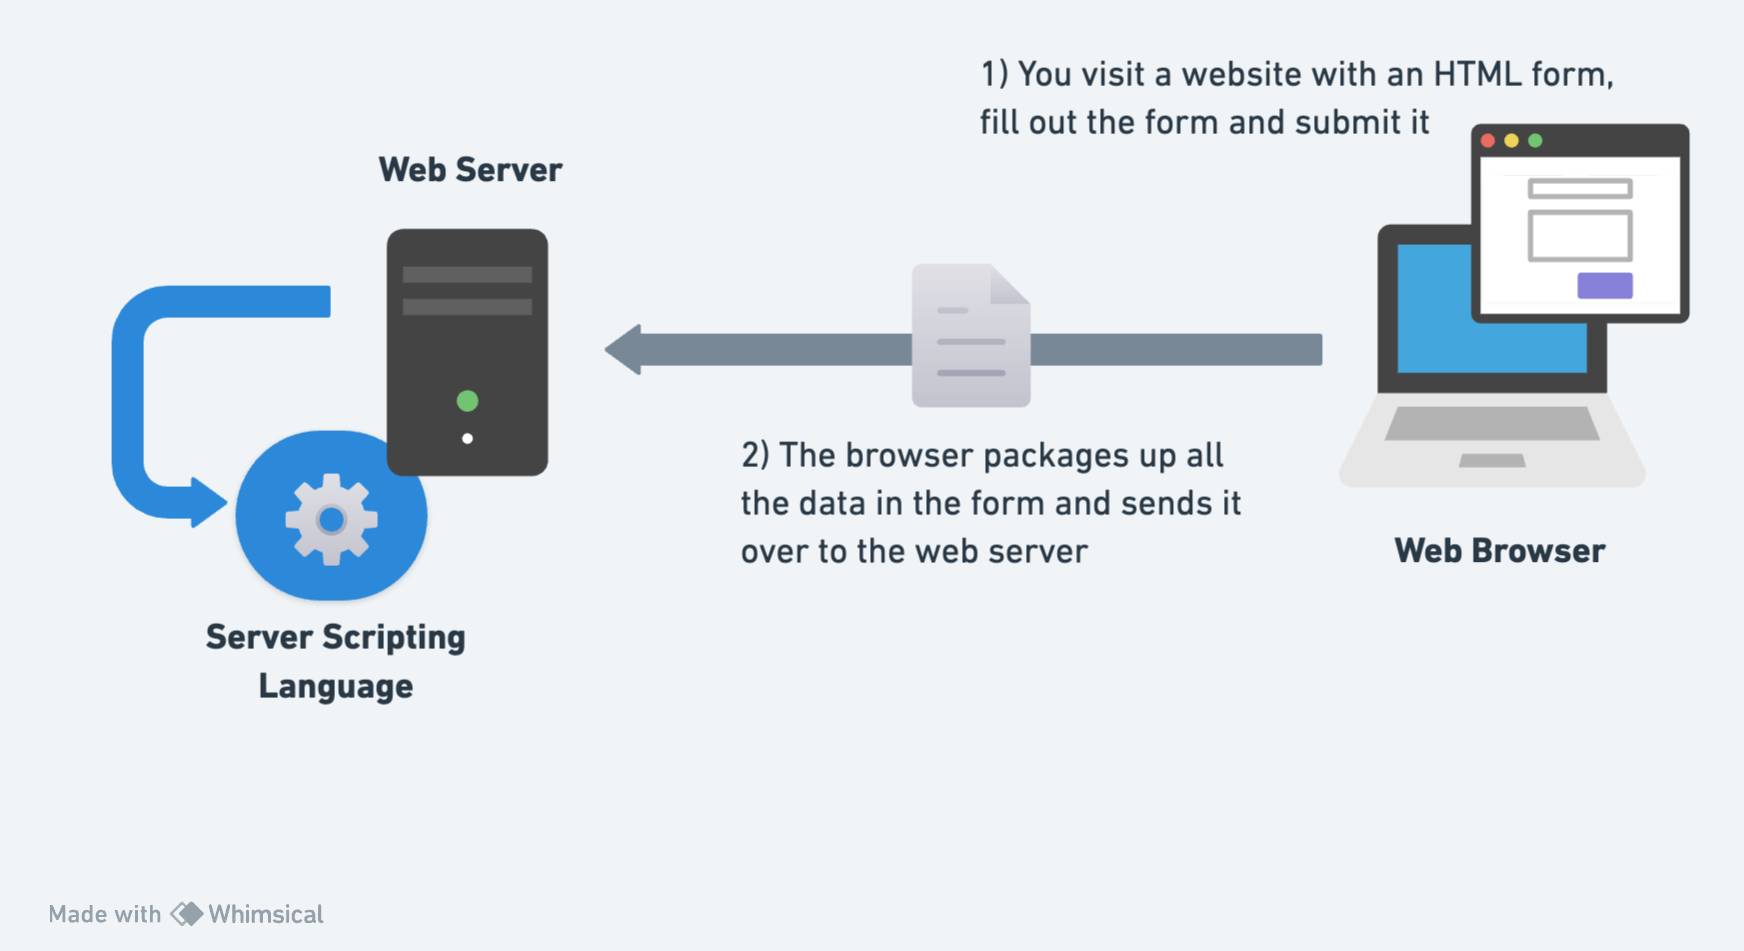 1) You visit a website with an HTML form,
fill out the form and submit it
Web Server
2) The browser packages up all
the data in the form and sends it
over to the web server
Web Browser
Server Scripting
Language
Made with Whimsical